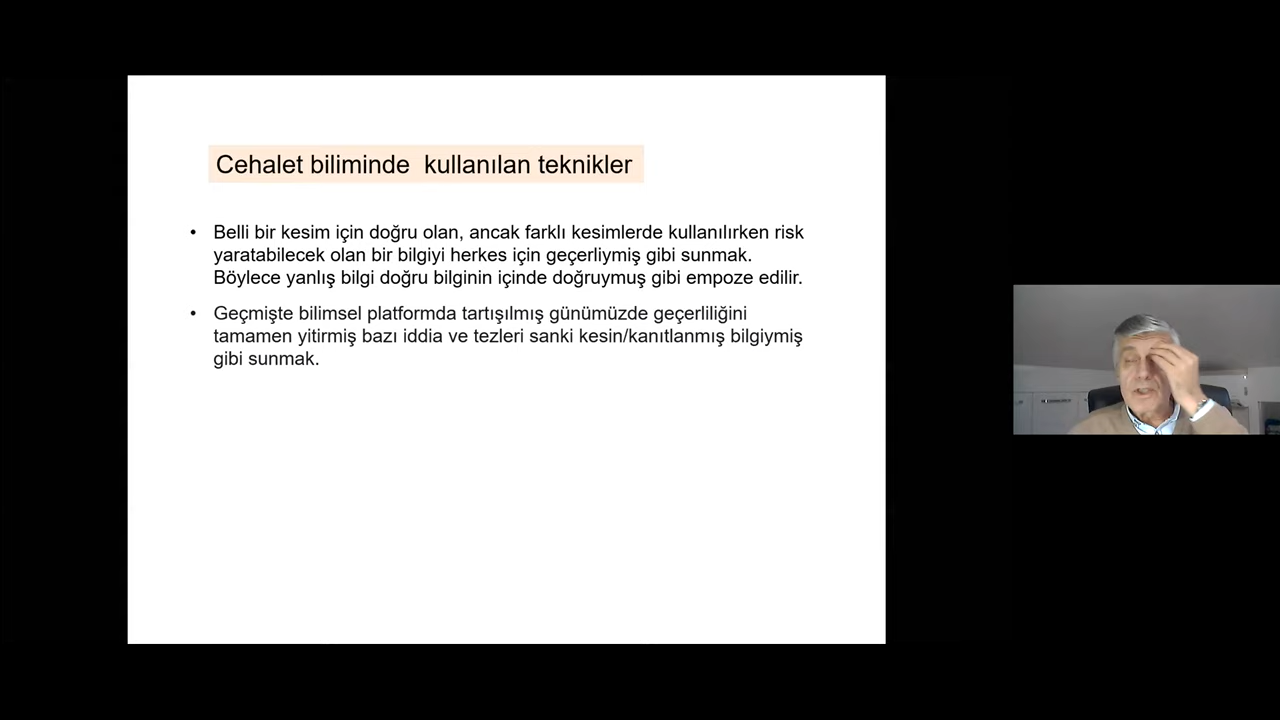 Cehalet biliminde  kullanılan teknikler
• Belli bir kesim için doğru olan, ancak farklı kesimlerde kullanılırken risk
yaratabilecek olan bir bilgiyi herkes için geçerliymiş gibi sunmak.
Böylece yanlış bilgi doğru bilginin içinde doğruymuş gibi empoze edilir.
• Geçmişte bilimsel platformda tartışılmış günümüzde geçerliliğini
tamamen yitirmiş bazı iddia ve tezleri sanki kesin/kanıtlanmış bilgiymiş
gibi sunmak.